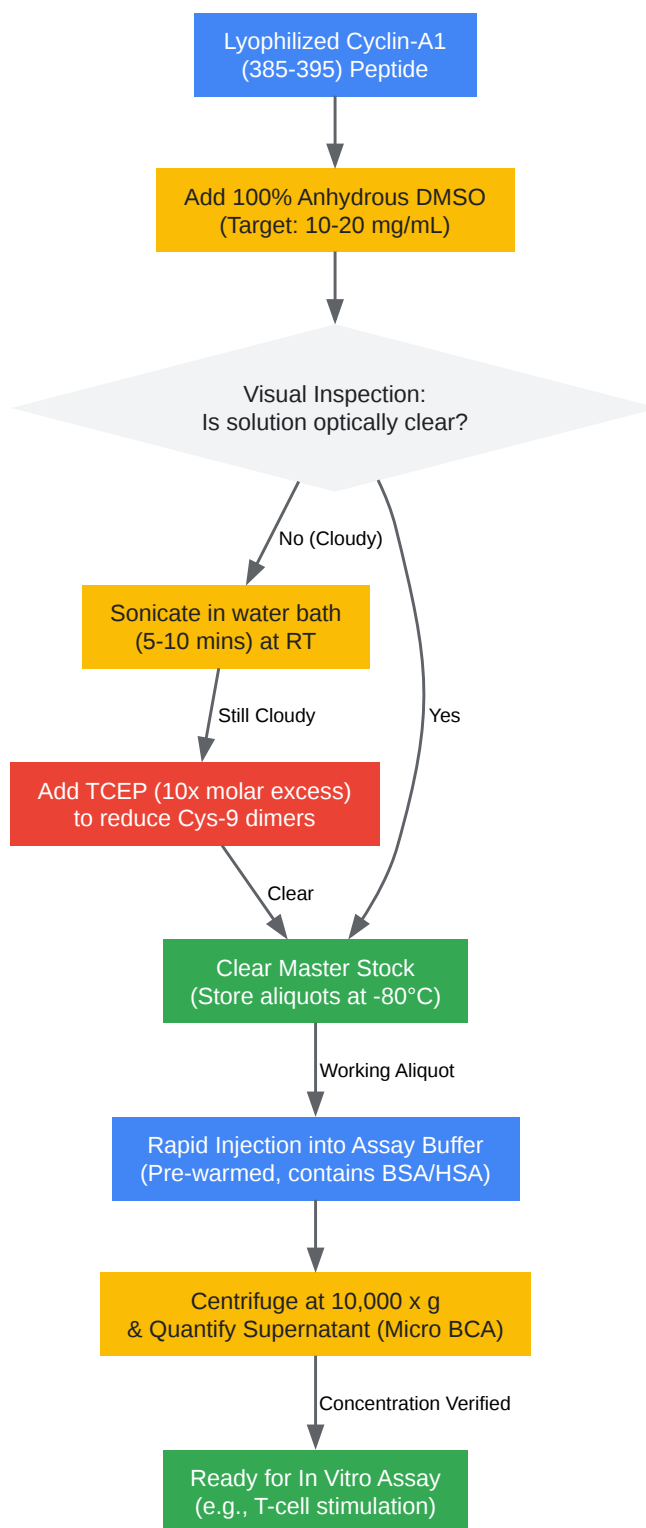 Lyophilized Cyclin-A1
(385-395) Peptide
Add 100% Anhydrous DMSO
(Target: 10-20 mg/mL)
Visual Inspection:
Is solution optically clear?
No (Cloudy)
Sonicate in water bath
(5-10 mins) at RT
Still Cloudy
Yes
Add TCEP (10x molar excess)
to reduce Cys-9 dimers
Clear
Clear Master Stock
(Store aliquots at -80°C)
Working Aliquot
Rapid Injection into Assay Buffer
(Pre-warmed, contains BSA/HSA)
Centrifuge at 10,000 x g
& Quantify Supernatant (Micro BCA)
Concentration Verified
Ready for In Vitro Assay
(e.g., T-cell stimulation)